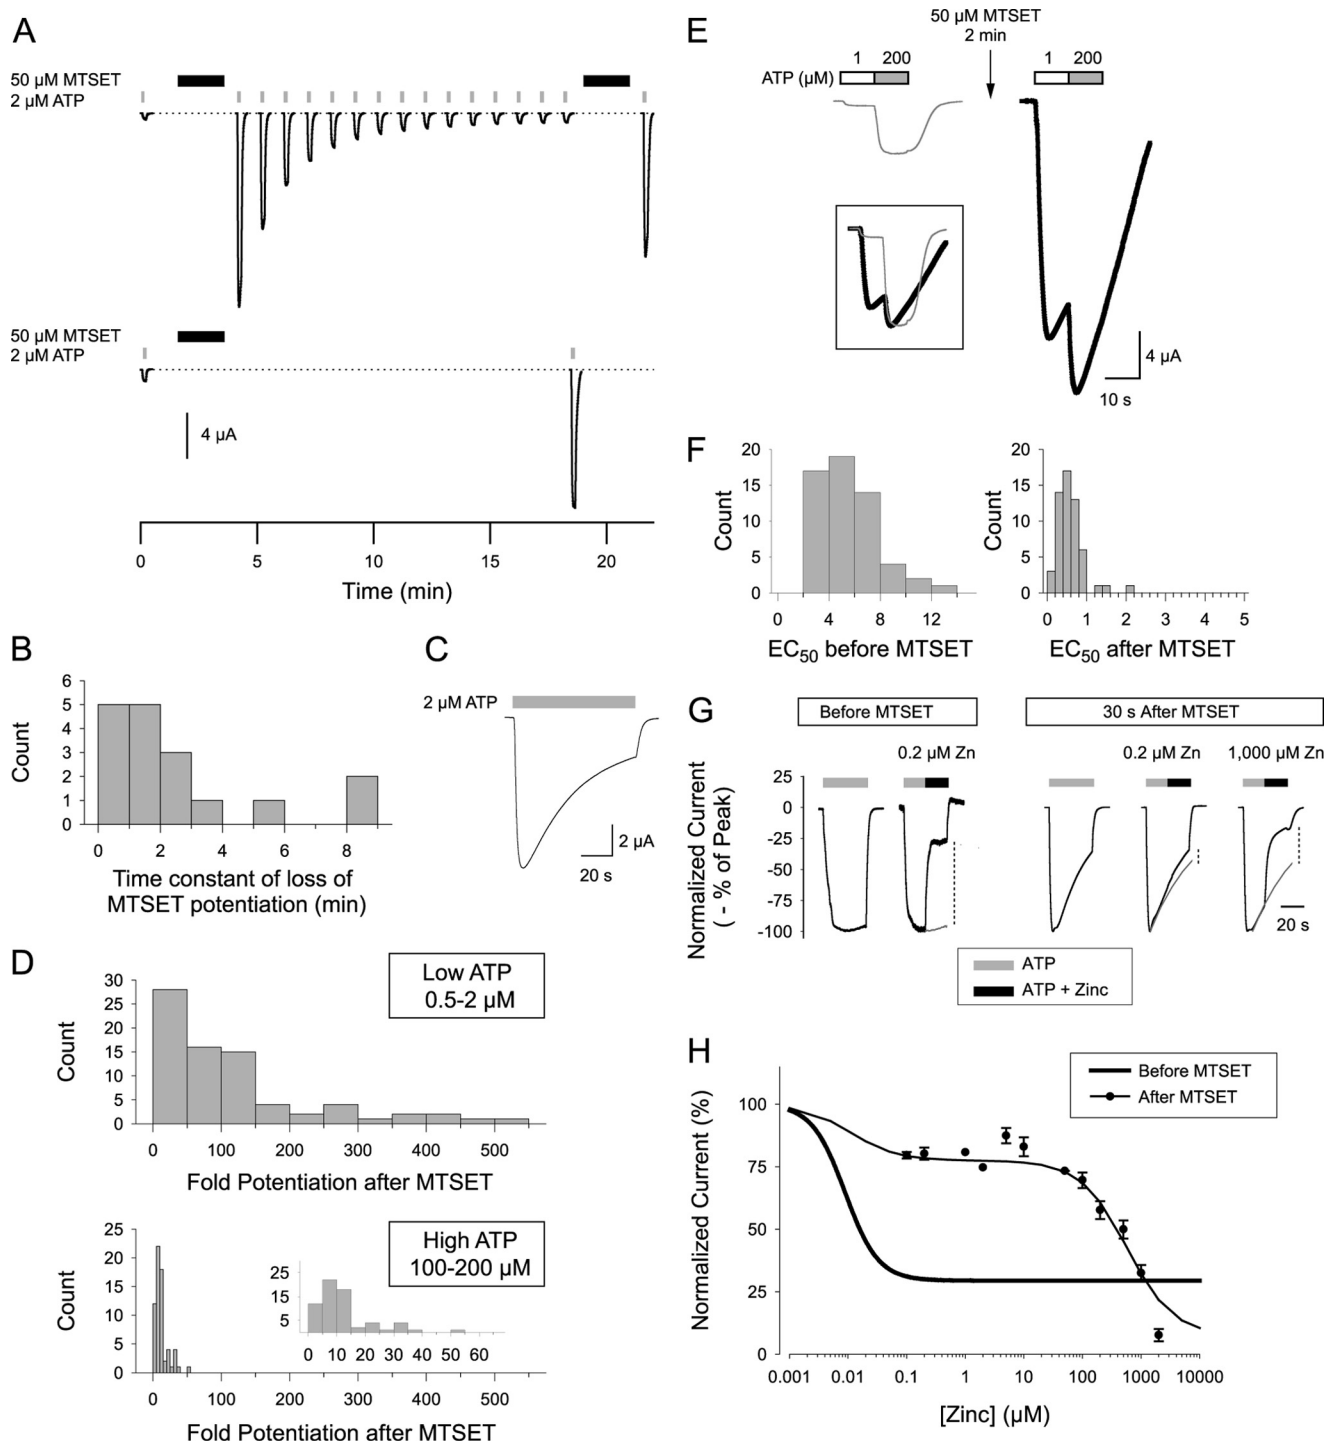 A
50 µM MTSET
2 µM ATP
50 µM MTSET
2 µM ATP
4 µA
0 5 10 15 20
Time (min)
B
Count
6
5
4
3
2
1
0
0 2 4 6 8
Time constant of loss of
MTSET potentiation (min)
C
2 µM ATP
2 µA
20 s
D
Low ATP
0.5-2 µM
Count
30
25
20
15
10
5
0
0 100 200 300 400 500
Fold Potentiation after MTSET
High ATP
100-200 µM
Count
25
20
15
10
5
0
25
15
5
0 10 20 30 40 50 60
0 100 200 300 400 500
Fold Potentiation after MTSET
E
50 µM MTSET
2 min
ATP (µM)
1 200
1 200
4 µA
10 s
F
Count
20
15
10
5
0
0 4 8 12
EC50 before MTSET
Count
20
15
10
5
0
0 1 2 3 4 5
EC50 after MTSET
G
Before MTSET
30 s After MTSET
0.2 µM Zn
0.2 µM Zn
1,000 µM Zn
Normalized Current
( - % of Peak)
25
0
-25
-50
-75
-100
20 s
ATP
ATP + Zinc
H
Before MTSET
After MTSET
Normalized Current (%)
100
75
50
25
0
0.001 0.01 0.1 1 10 100 1000 10000
[Zinc] (µM)